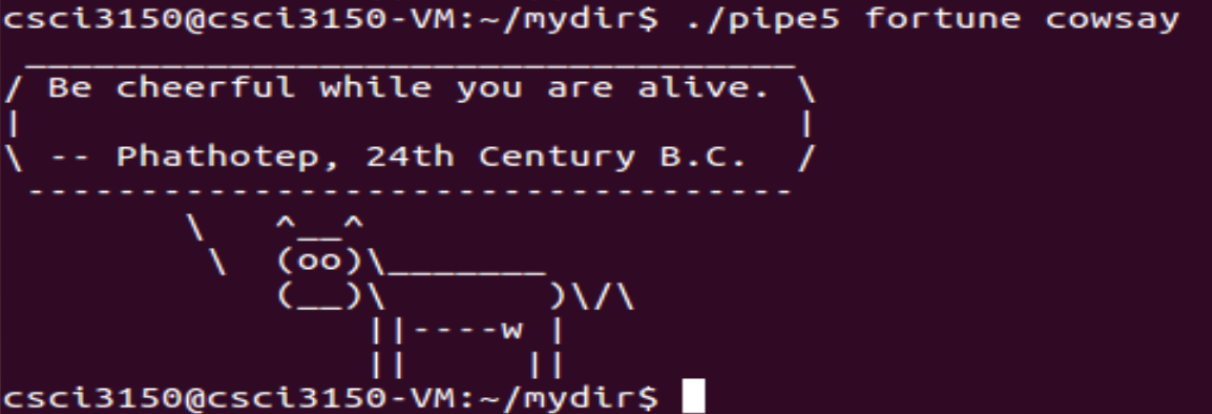 csci3150@csci3150-VM:~/mydir$ ./pipe5 fortune cowsay
 __________________________________
/ Be cheerful while you are alive. \
|                                  |
\ -- Phathotep, 24th Century B.C.  /
 ----------------------------------
        \   ^__^
         \  (oo)\_______
            (__)\       )\/\
                ||----w |
                ||     ||
csci3150@csci3150-VM:~/mydir$